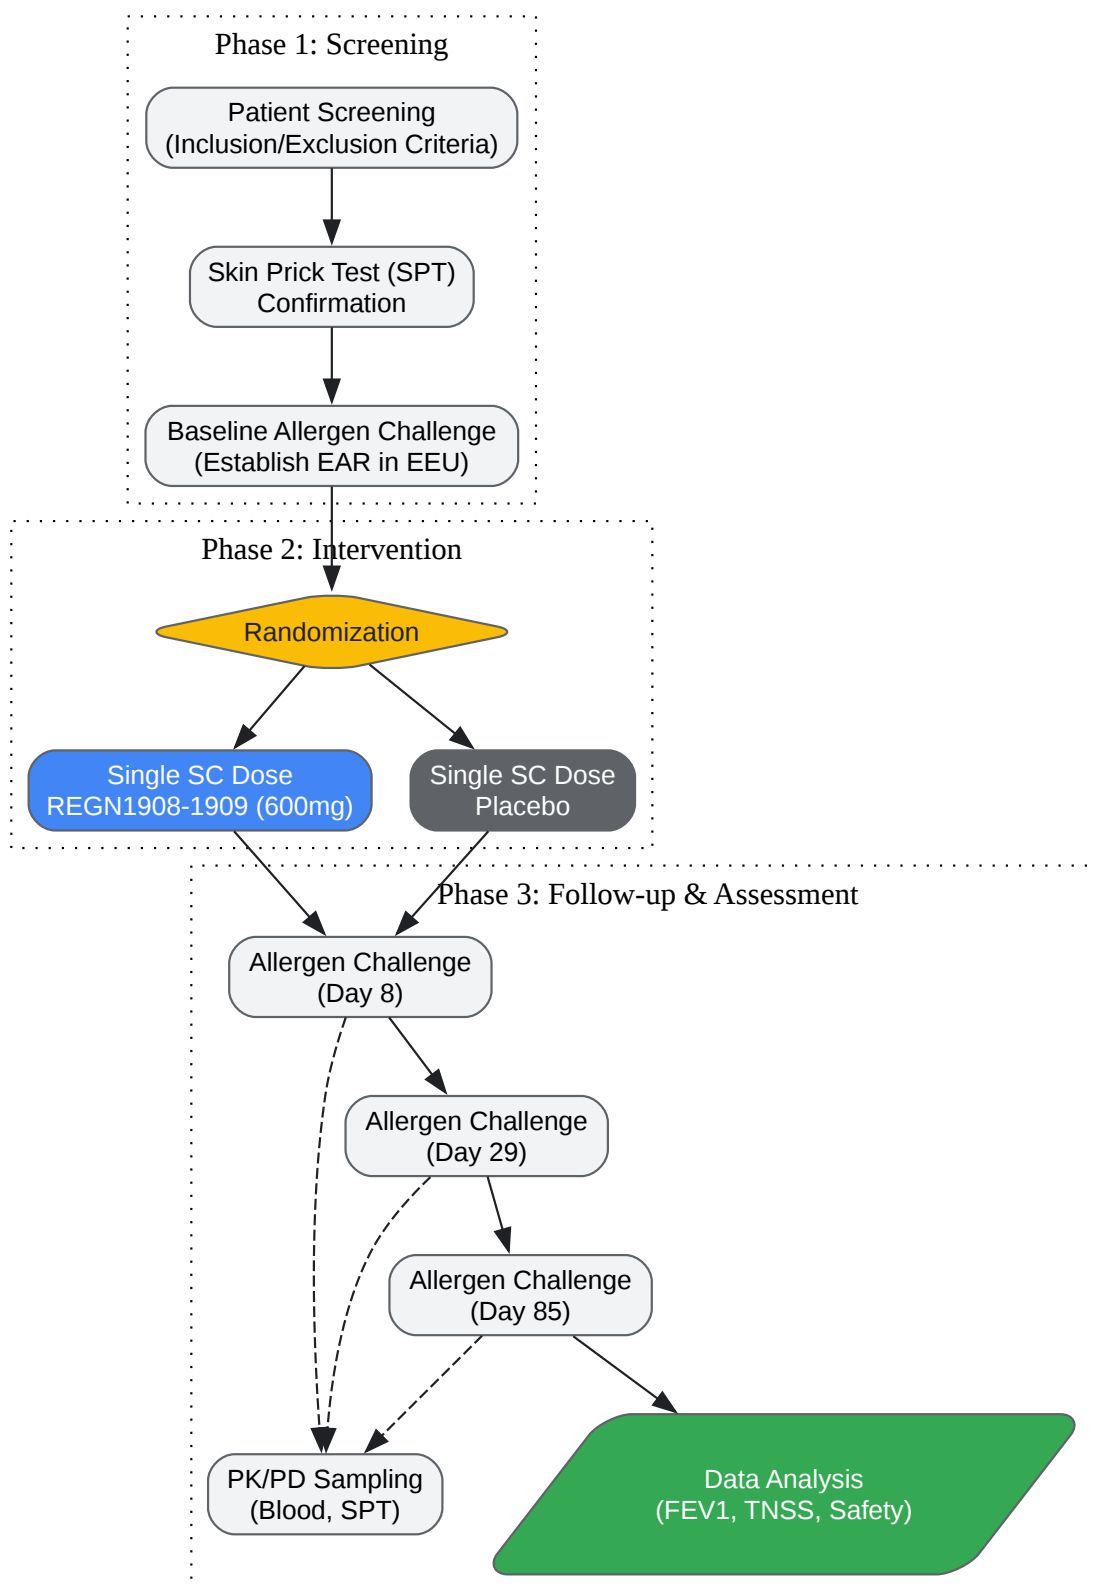 Phase 1: Screening
Patient Screening
(Inclusion/Exclusion Criteria)
Skin Prick Test (SPT)
Confirmation
Baseline Allergen Challenge
(Establish EAR in EEU)
Phase 2: Intervention
Randomization
Single SC Dose
REGN1908-1909 (600mg)
Single SC Dose
Placebo
Phase 3: Follow-up & Assessment
Allergen Challenge
(Day 8)
Allergen Challenge
(Day 29)
Allergen Challenge
(Day 85)
PK/PD Sampling
(Blood, SPT)
Data Analysis
(FEV1, TNSS, Safety)